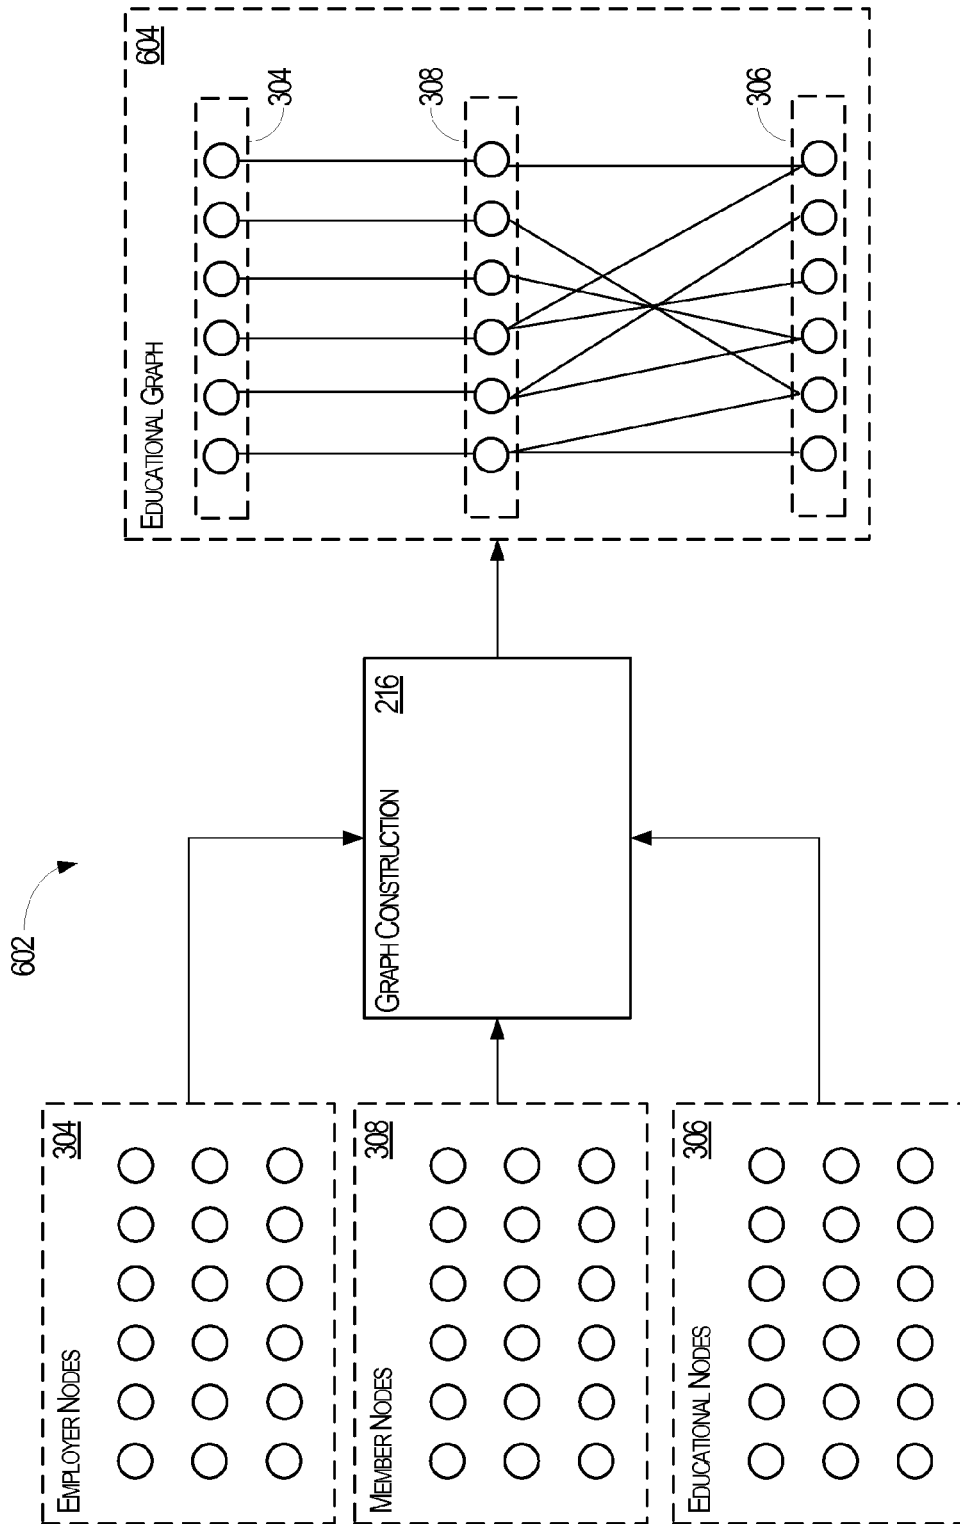 602
EMPLOYER NODES
304
MEMBER NODES
308
EDUCATIONAL NODES
306
GRAPH CONSTRUCTION
216
EDUCATIONAL GRAPH
604
304
308
306